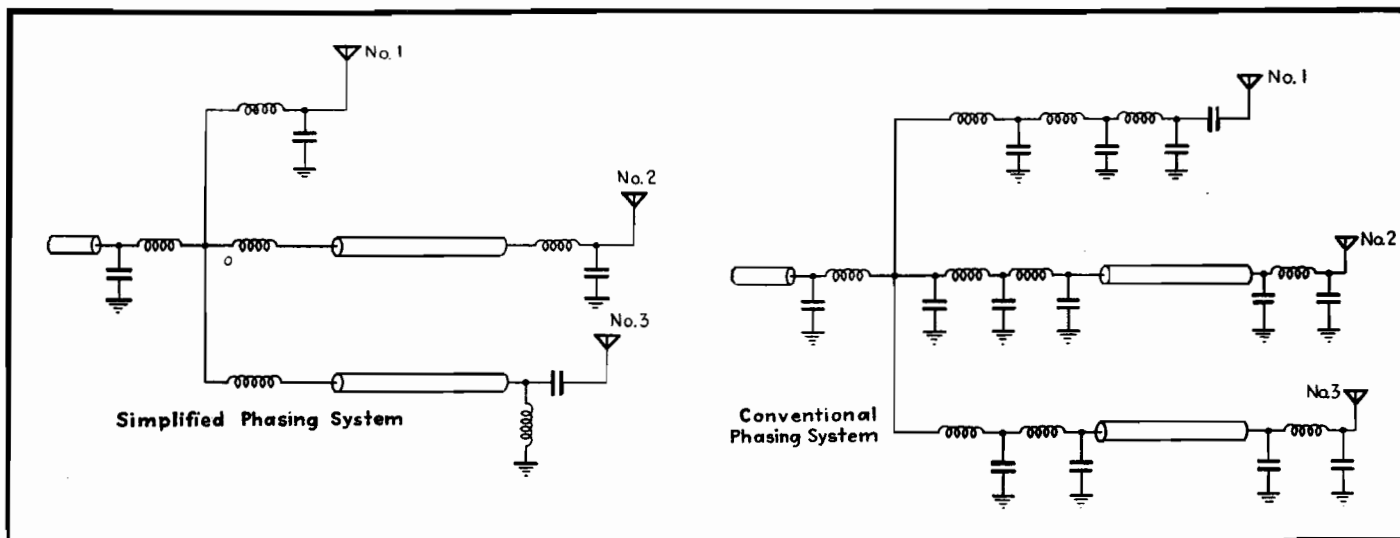 No. 1
No. 2
No. 3
Simplified Phasing System
No. 1
No.2
No.3
Conventional
Phasing System